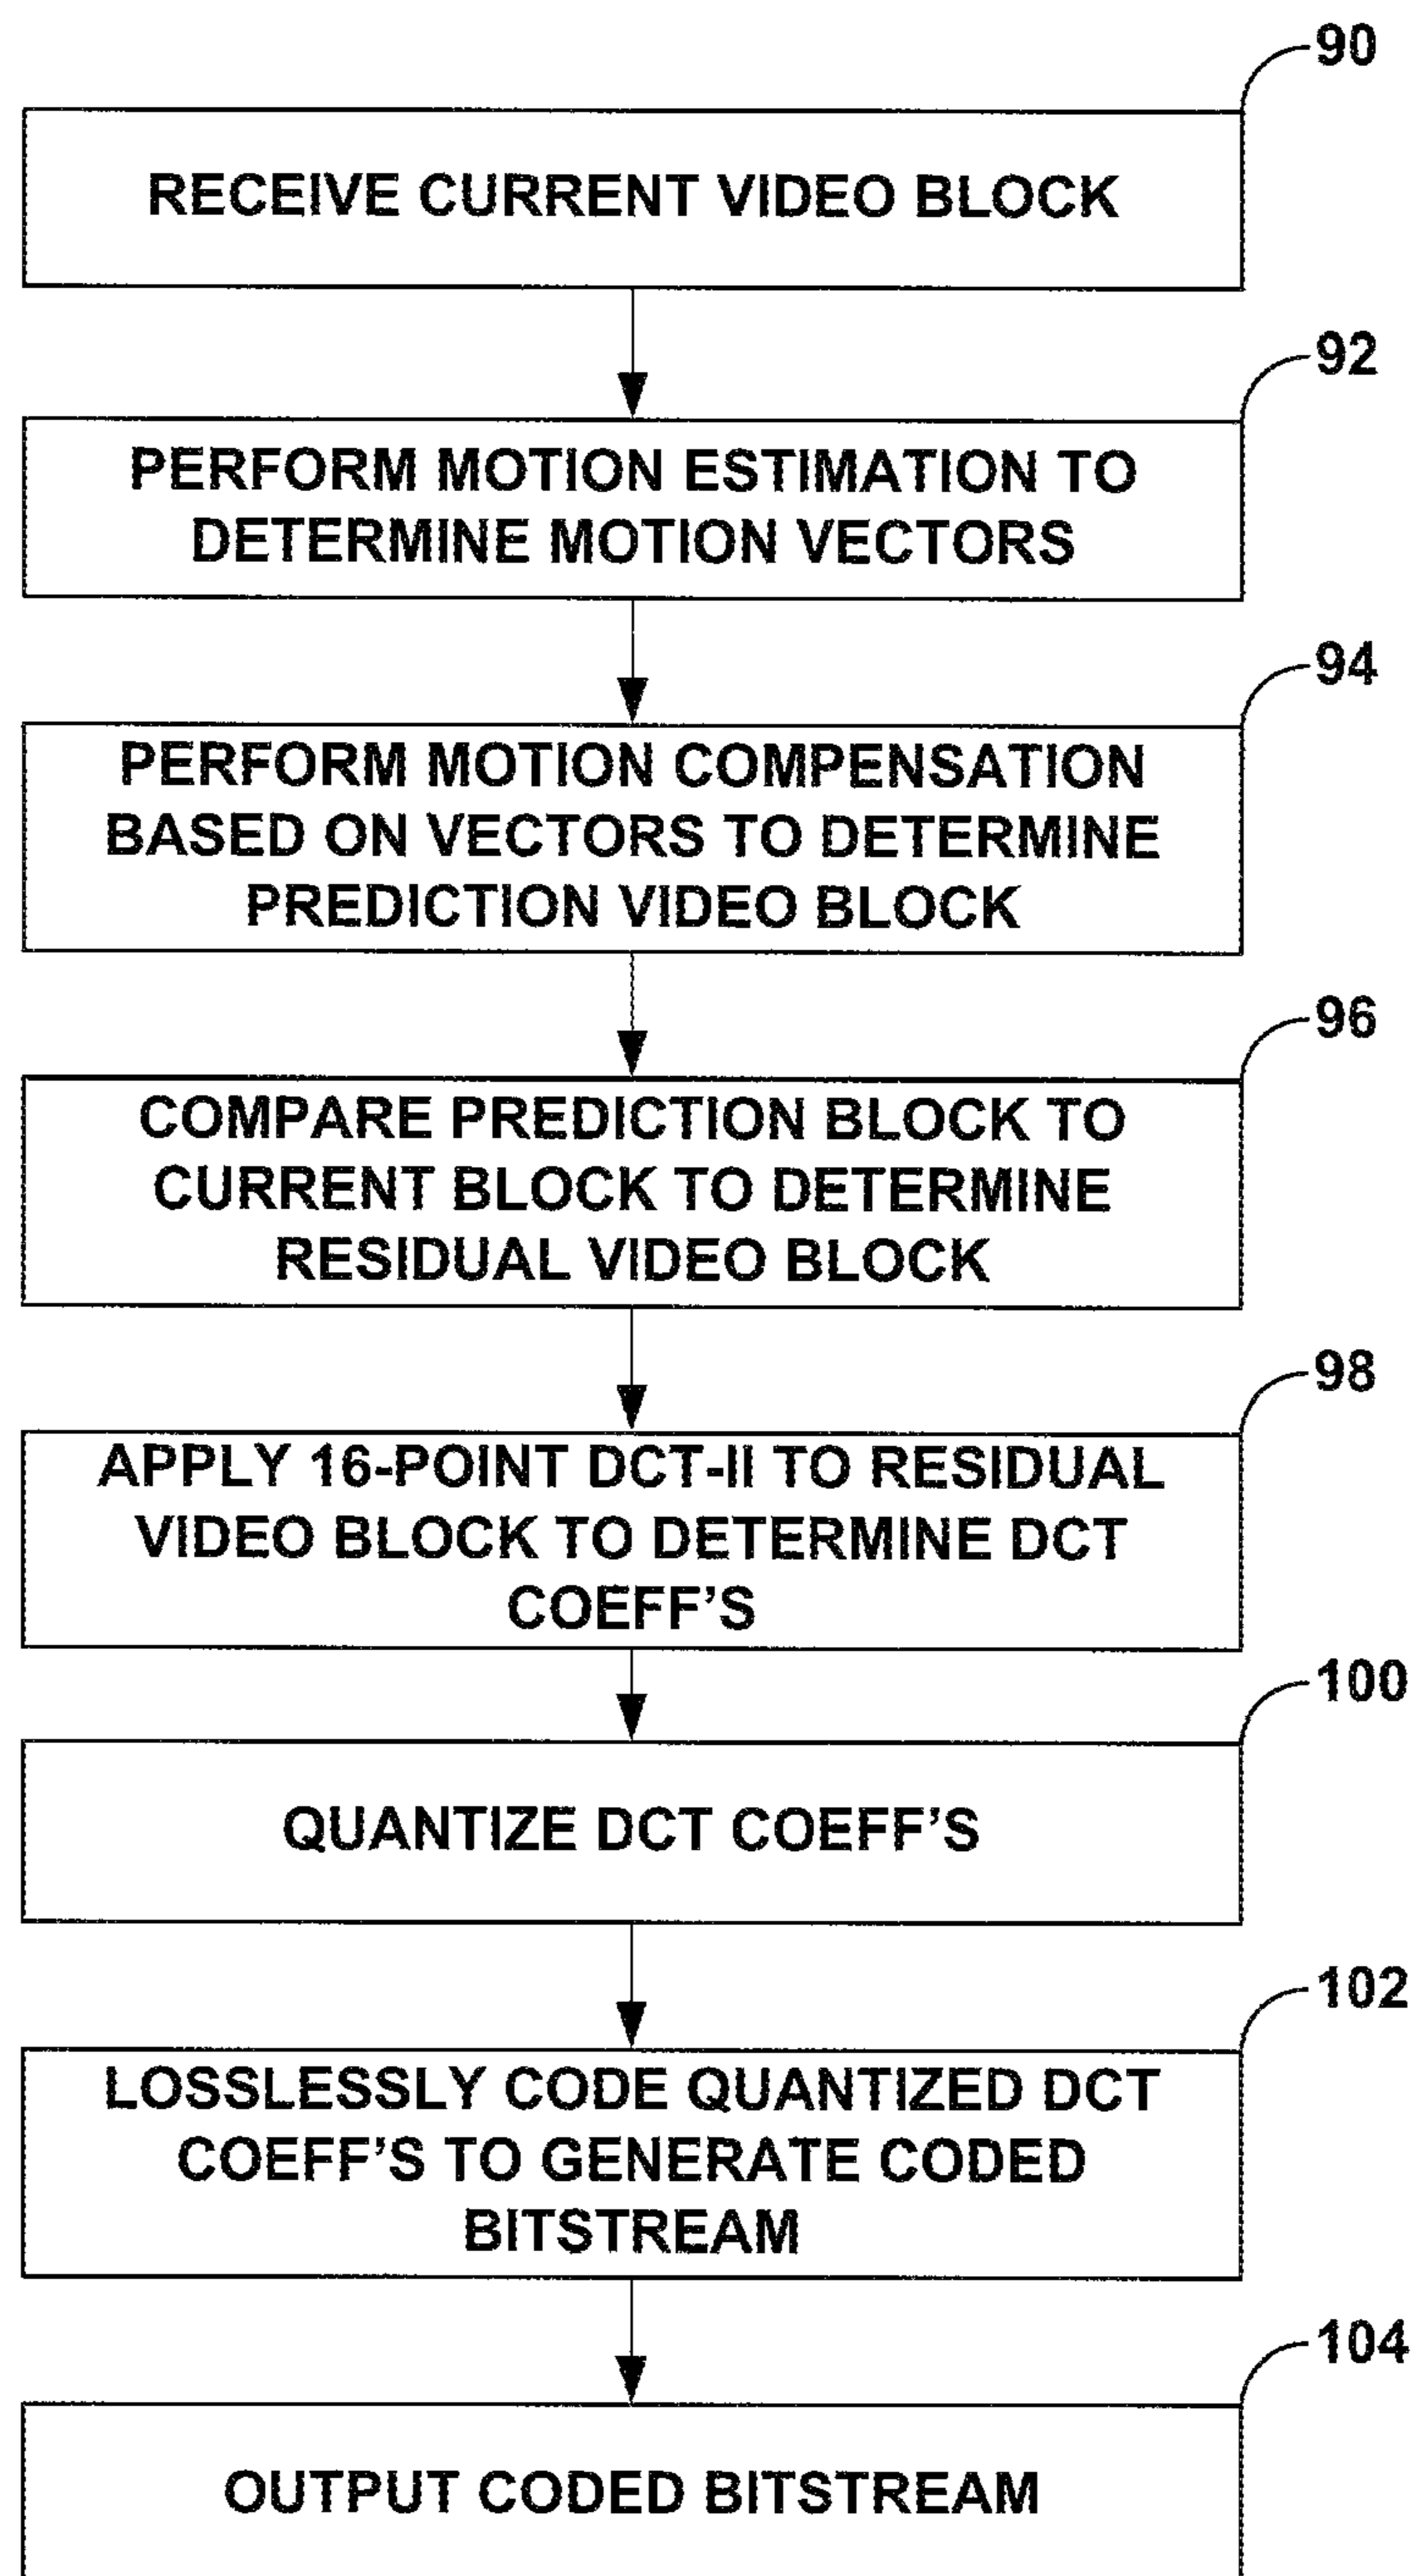 90
RECEIVE CURRENT VIDEO BLOCK
92
PERFORM MOTION ESTIMATION TO
DETERMINE MOTION VECTORS
94
PERFORM MOTION COMPENSATION
BASED ON VECTORS TO DETERMINE
PREDICTION VIDEO BLOCK
96
COMPARE PREDICTION BLOCK TO
CURRENT BLOCK TO DETERMINE
RESIDUAL VIDEO BLOCK
98
APPLY 16-POINT DCT-II TO RESIDUAL
VIDEO BLOCK TO DETERMINE DCT
COEFF’S
100
QUANTIZE DCT COEFF’S
102
LOSSLESSLY CODE QUANTIZED DCT
COEFF’S TO GENERATE CODED
BITSTREAM
104
OUTPUT CODED BITSTREAM